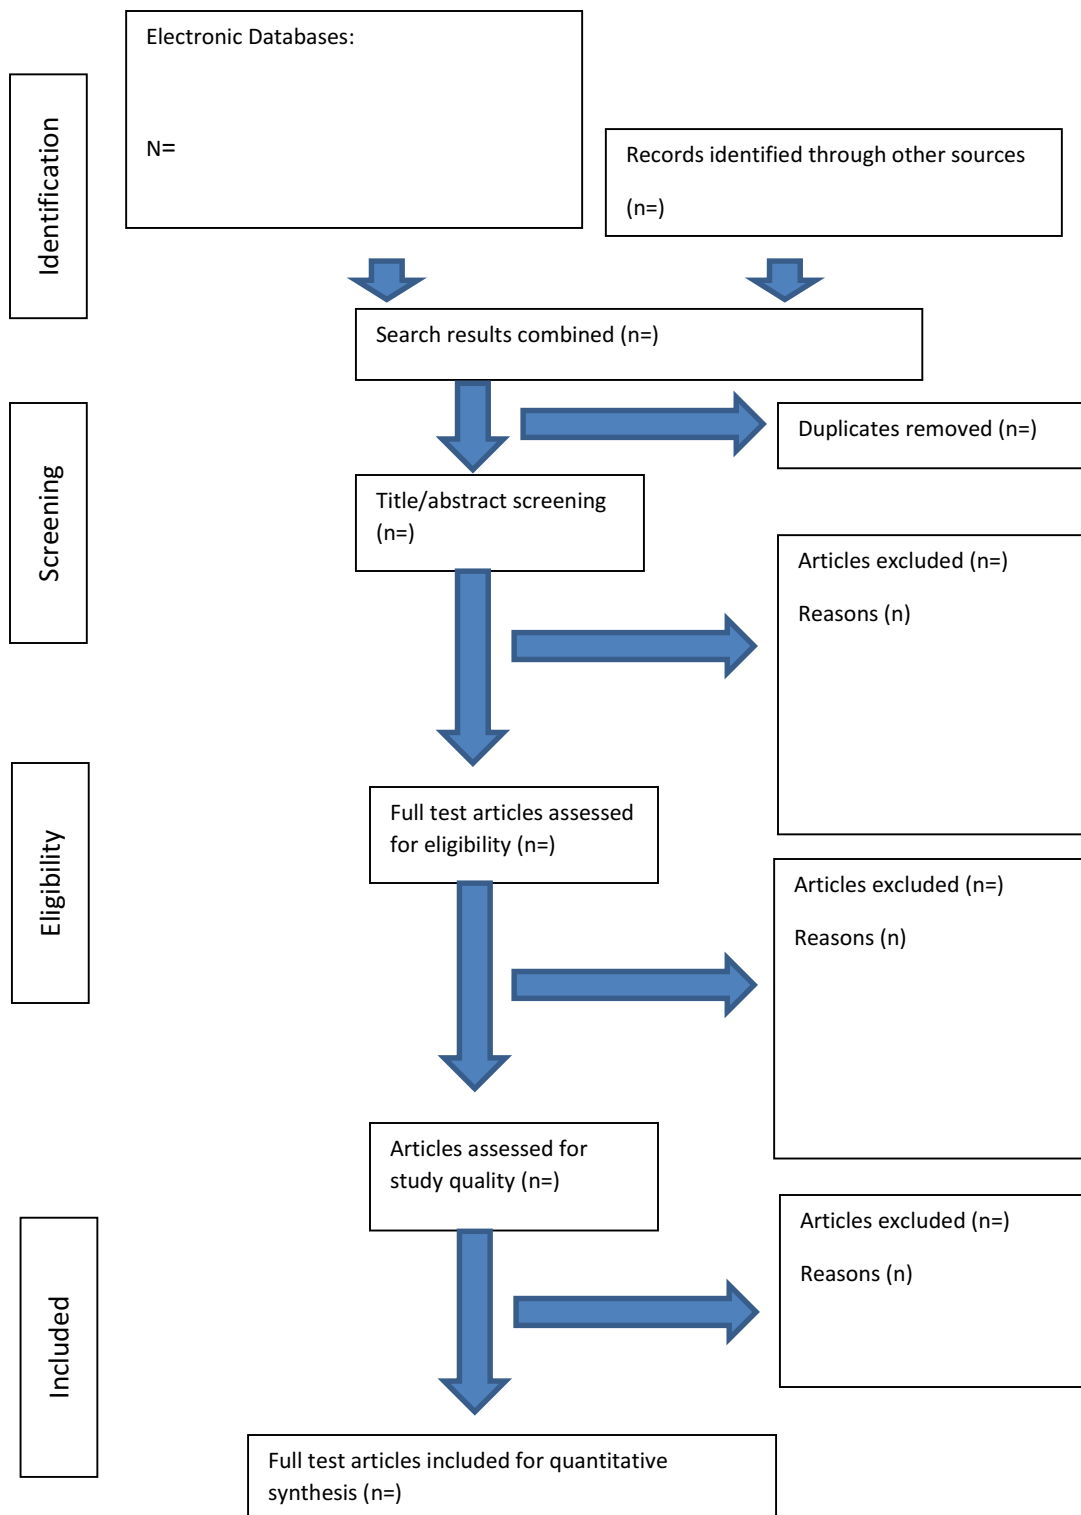 Electronic Databases:
N=
Identification
Records identified through other sources
(n=)
Search results combined (n=)
Screening
Duplicates removed (n=)
Title/abstract screening
(n=)
Articles excluded (n=)
Reasons (n)
Eligibility
Full test articles assessed
for eligibility (n=)
Articles excluded (n=)
Reasons (n)
Articles assessed for
study quality (n=)
Included
Articles excluded (n=)
Reasons (n)
Full test articles included for quantitative
synthesis (n=)